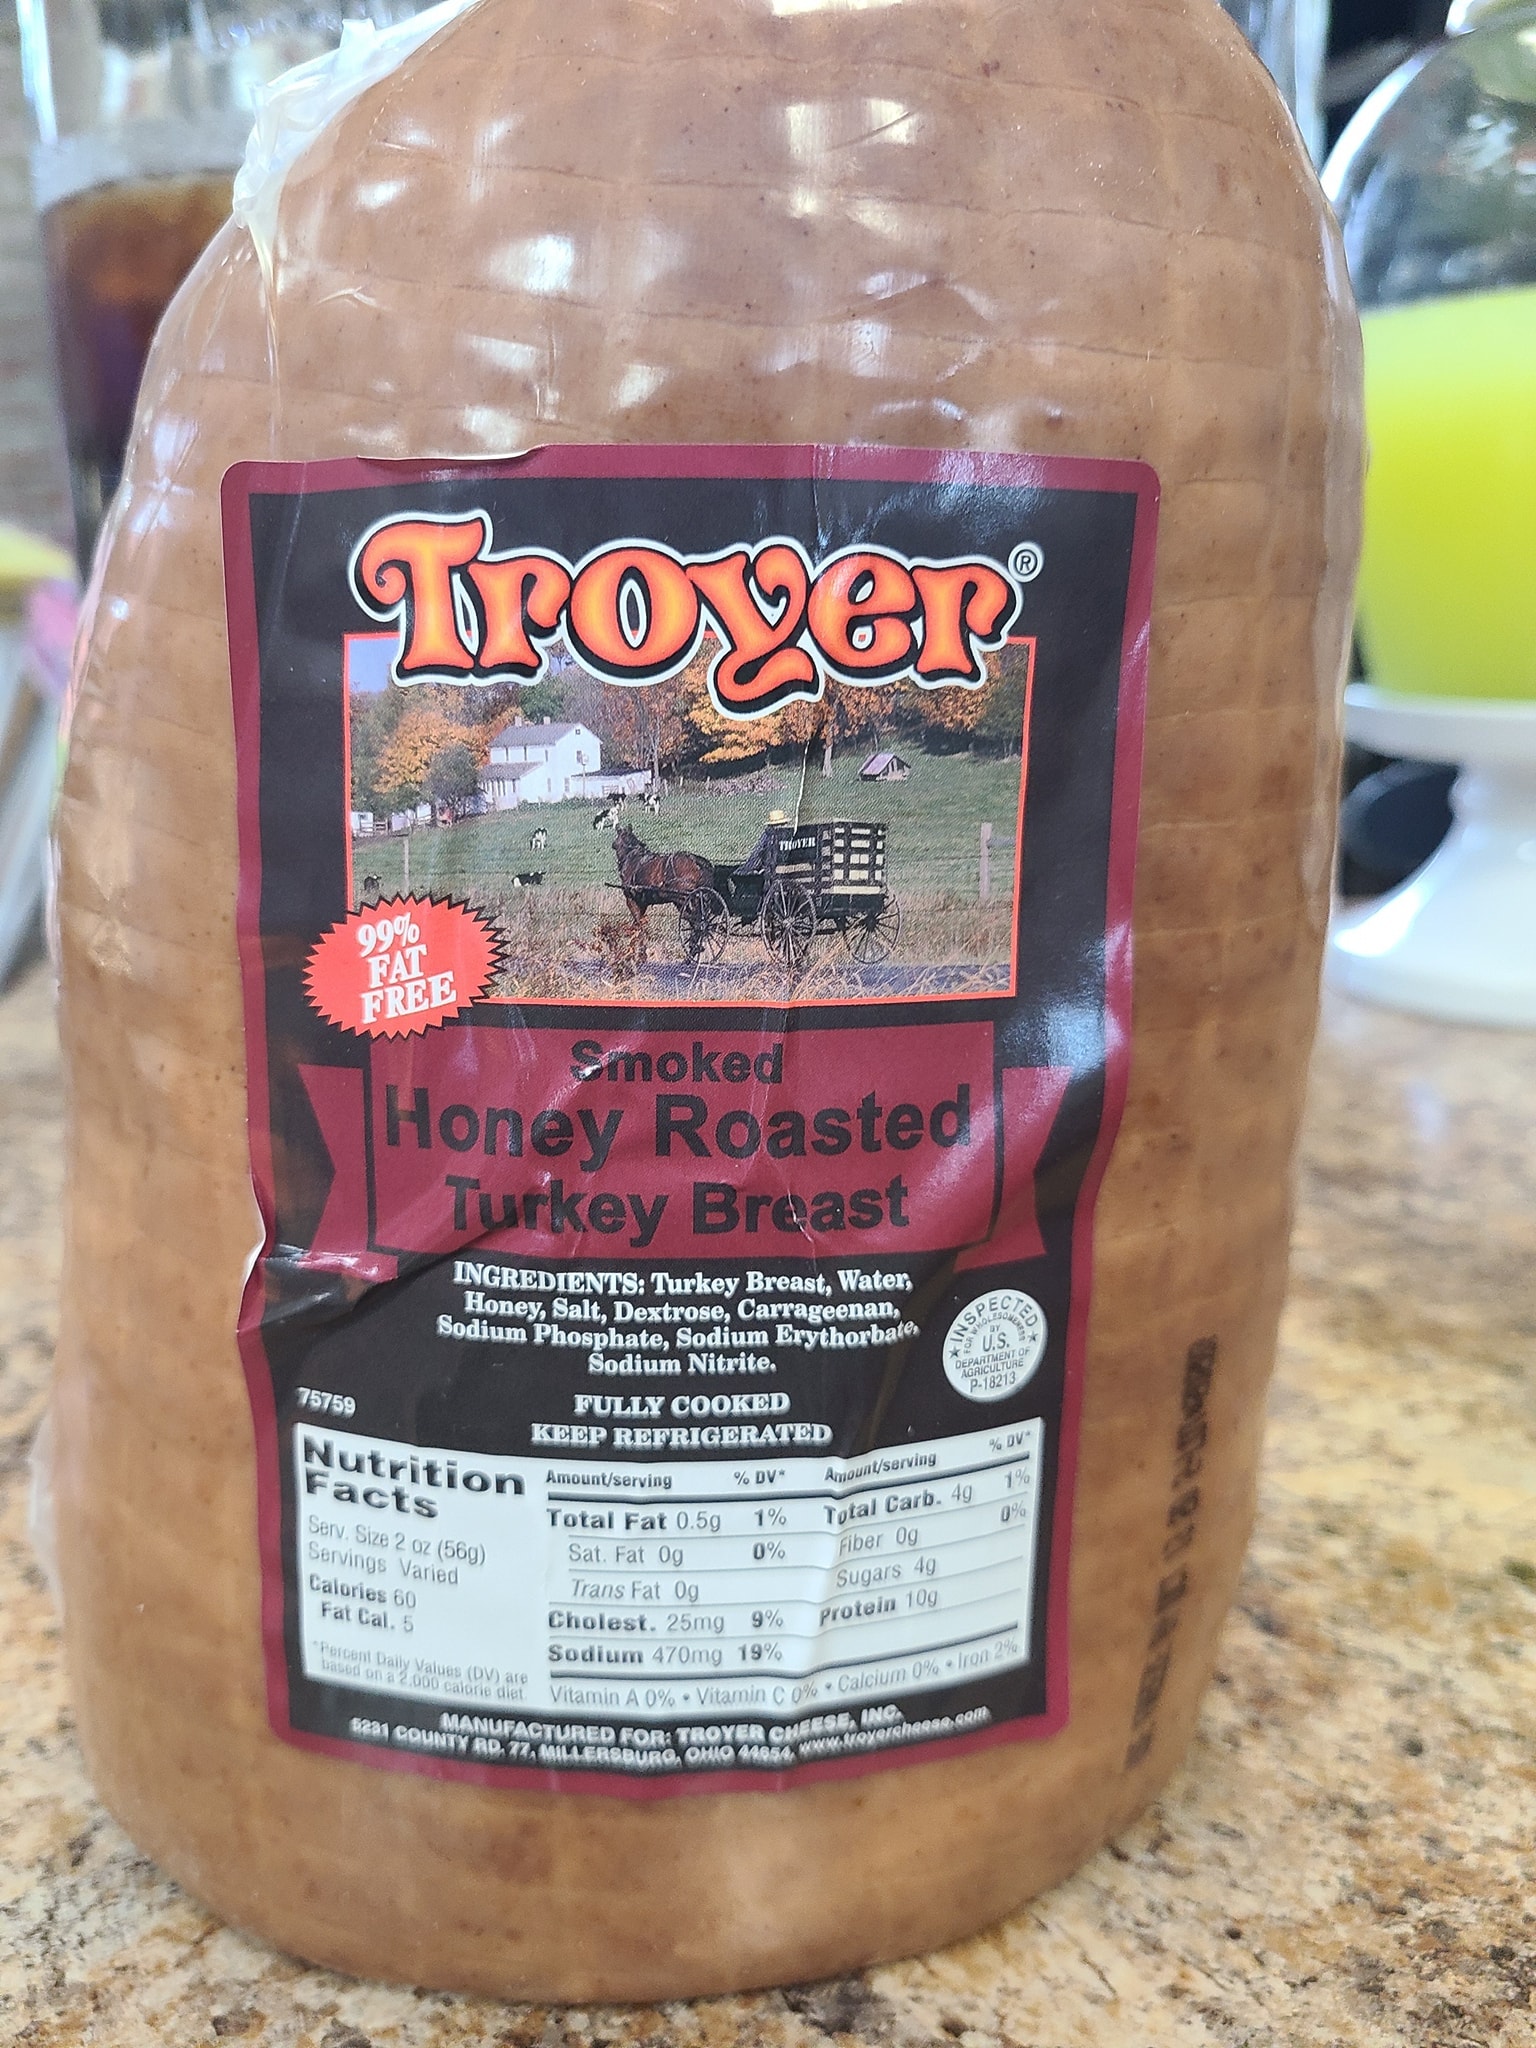 Troyer®
TROYER
99%
FAT
FREE
Smoked
Honey Roasted
Turkey Breast
INGREDIENTS: Turkey Breast, Water,
Honey, Salt, Dextrose, Carrageenan,
Sodium Phosphate, Sodium Erythorbate,
Sodium Nitrite.
INSPECTED
FOR WHOLESOMENESS
BY
U.S.
DEPARTMENT OF
AGRICULTURE
P-18213
75759
FULLY COOKED
KEEP REFRIGERATED
Nutrition
Facts
Serv. Size 2 oz (56g)
Servings Varied
Calories 60
Fat Cal. 5
*Percent Daily Values (DV) are
based on a 2,000 calorie diet.
Amount/serving % DV*
Total Fat 0.5g 1%
Sat. Fat 0g 0%
Trans Fat 0g
Cholest. 25mg 9%
Sodium 470mg 19%
Amount/serving % DV*
Total Carb. 4g 1%
Fiber 0g 0%
Sugars 4g
Protein 10g
Vitamin A 0% • Vitamin C 0% • Calcium 0% • Iron 2%
MANUFACTURED FOR: TROYER CHEESE, INC.
5231 COUNTY RD. 77, MILLERSBURG, OHIO 44654, www.troyercheese.com